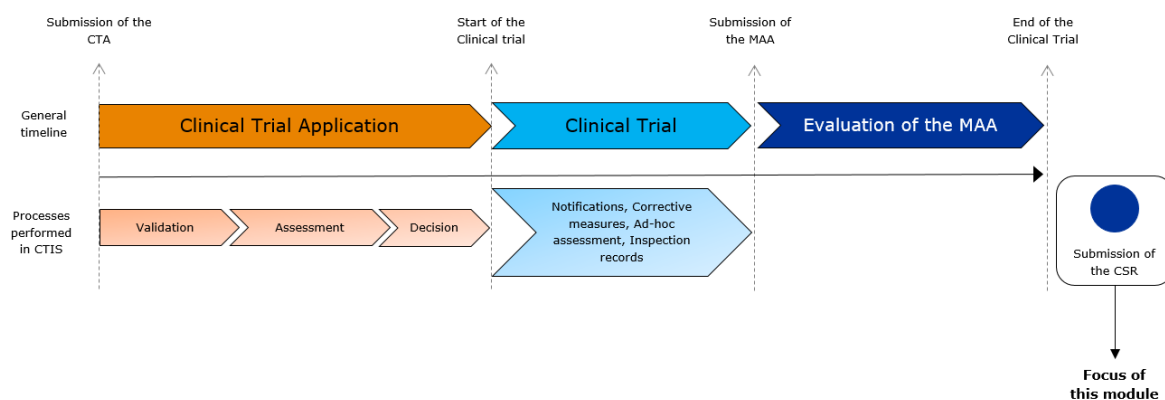 Submission of the
CTA
Start of the
Clinical trial
Submission of
the MAA
End of the
Clinical Trial
General
timeline
Clinical Trial Application
Clinical Trial
Evaluation of the MAA
Processes
performed
in CTIS
Validation
Assessment
Decision
Notifications, Corrective
measures, Ad-hoc
assessment, Inspection
records
Submission of
the CSR
Focus of
this module